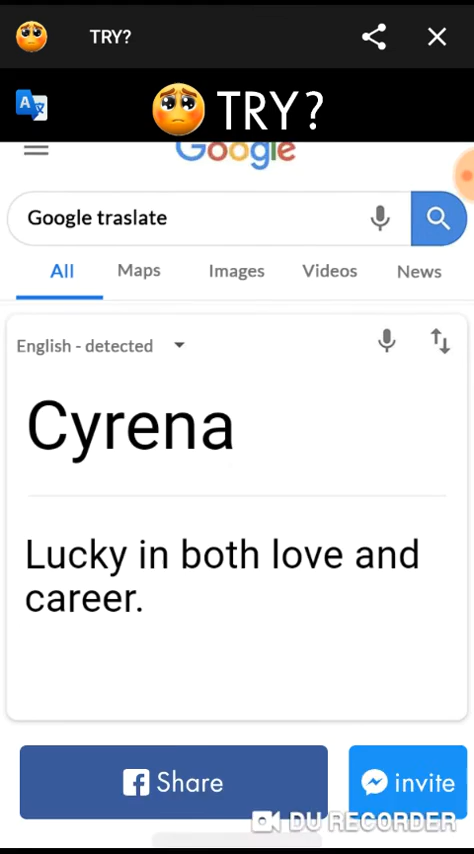 TRY?
TRY?
Google
Google traslate
All Maps Images Videos News
English - detected
Cyrena
Lucky in both love and
career.
Share invite
DU RECORDER